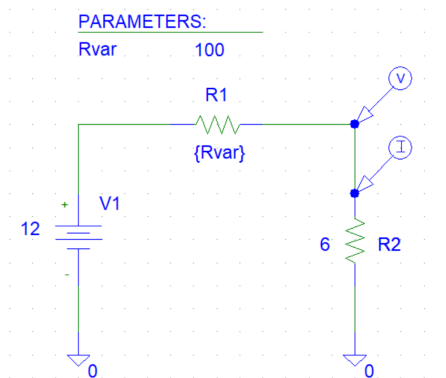 PARAMETERS:
Rvar 100
R1
{Rvar}
V
I
+
V1
12
-
6 R2
0
0